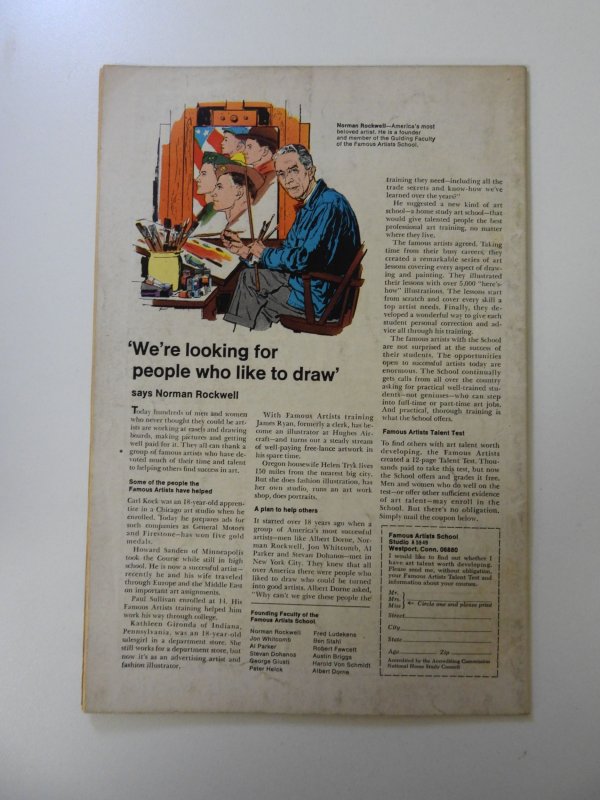 Norman Rockwell—America's most
beloved artist. He is a founder
and member of the Guiding Faculty
of the Famous Artists School.
'We're looking for
people who like to draw'
says Norman Rockwell
Today hundreds of men and women
who never thought they could be art-
ists are working at easels and drawing
boards, making pictures and getting
well paid for it. They all can thank a
group of famous artists who have de-
voted much of their time and talent
to helping others find success in art.
Some of the people the
Famous Artists have helped
Carl Kock was an 18-year-old appren-
tice in a Chicago art studio when he
enrolled. Today he prepares ads for
such companies as General Motors
and Firestone—has won five gold
medals.
Howard Sanden of Minneapolis
took the Course while still in high
school. He is now a successful artist—
recently he and his wife traveled
through Europe and the Middle East
on important art assignments.
Paul Sullivan enrolled at 14. His
Famous Artists training helped him
work his way through college.
Kathleen Gironda of Indiana,
Pennsylvania, was an 18-year-old
salesgirl in a department store. She
still works for a department store, but
now it's as an advertising artist and
fashion illustrator.
With Famous Artists training
James Ryan, formerly a clerk, has be-
come an illustrator at Hughes Air-
craft—and turns out a steady stream
of well-paying free-lance artwork in
his spare time.
Oregon housewife Helen Tryk lives
150 miles from the nearest big city.
But she does fashion illustration, has
her own studio, runs an art work
shop, does portraits.
A plan to help others
It started over 18 years ago when a
group of America's most successful
artists—men like Albert Dorne, Nor-
man Rockwell, Jon Whitcomb, Al
Parker and Stevan Dohanos—met in
New York City. They knew that all
over America there were people who
liked to draw who could be turned
into good artists. Albert Dorne asked,
"Why can't we give these people the
Founding Faculty of the
Famous Artists School
Norman Rockwell
Jon Whitcomb
Al Parker
Stevan Dohanos
George Giusti
Peter Helck
Fred Ludekens
Ben Stahl
Robert Fawcett
Austin Briggs
Harold Von Schmidt
Albert Dorne
training they need—including all the
trade secrets and know-how we've
learned over the years?"
He suggested a new kind of art
school—a home study art school—that
would give talented people the best
professional art training, no matter
where they live.
The famous artists agreed. Taking
time from their busy careers, they
created a remarkable series of art
lessons covering every aspect of draw-
ing and painting. They illustrated
their lessons with over 5,000 "here's-
how" illustrations. The lessons start
from scratch and cover every skill a
top artist needs. Finally, they de-
veloped a wonderful way to give each
student personal correction and ad-
vice all through his training.
The famous artists with the School
are not surprised at the success of
their students. The opportunities
open to successful artists today are
enormous. The School continually
gets calls from all over the country
asking for practical well-trained stu-
dents—not geniuses—who can step
into full-time or part-time art jobs.
And practical, thorough training is
what the School offers.
Famous Artists Talent Test
To find others with art talent worth
developing, the Famous Artists
created a 12-page Talent Test. Thou-
sands paid to take this test, but now
the School offers and grades it free.
Men and women who do well on the
test—or offer other sufficient evidence
of art talent—may enroll in the
School. But there's no obligation.
Simply mail the coupon below.
Famous Artists School
Studio
Westport, Conn. 06880
I would like to find out whether I
have art talent worth developing.
Please send me, without obligation,
your Famous Artists Talent Test and
information about your courses.
Mr.
Mrs.
Miss
Circle one and please print
Street
City
State
Age Zip
Accredited by the Accrediting Commission
National Home Study Council